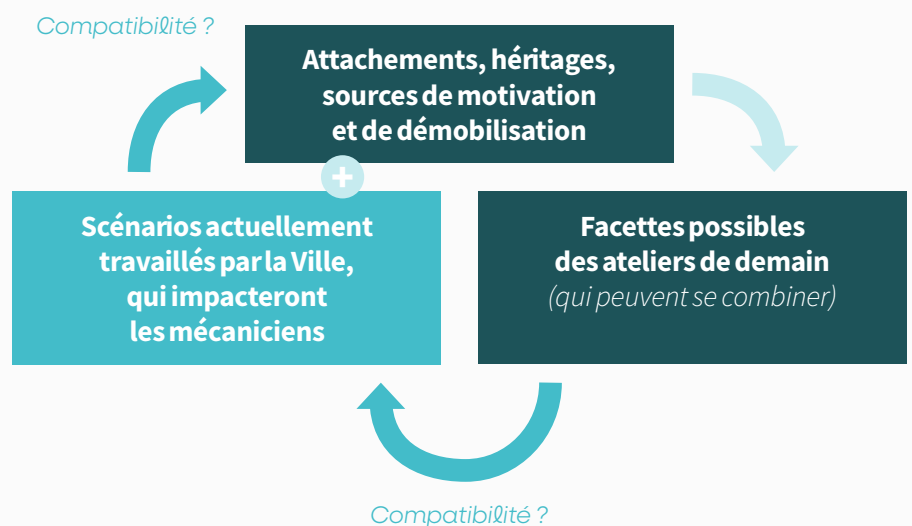 Compatibilité ?
Attachements, héritages,
sources de motivation
et de démobilisation
+
Scénarios actuellement
travaillés par la Ville,
qui impacteront
les mécaniciens
Facettes possibles
des ateliers de demain
(qui peuvent se combiner)
Compatibilité ?